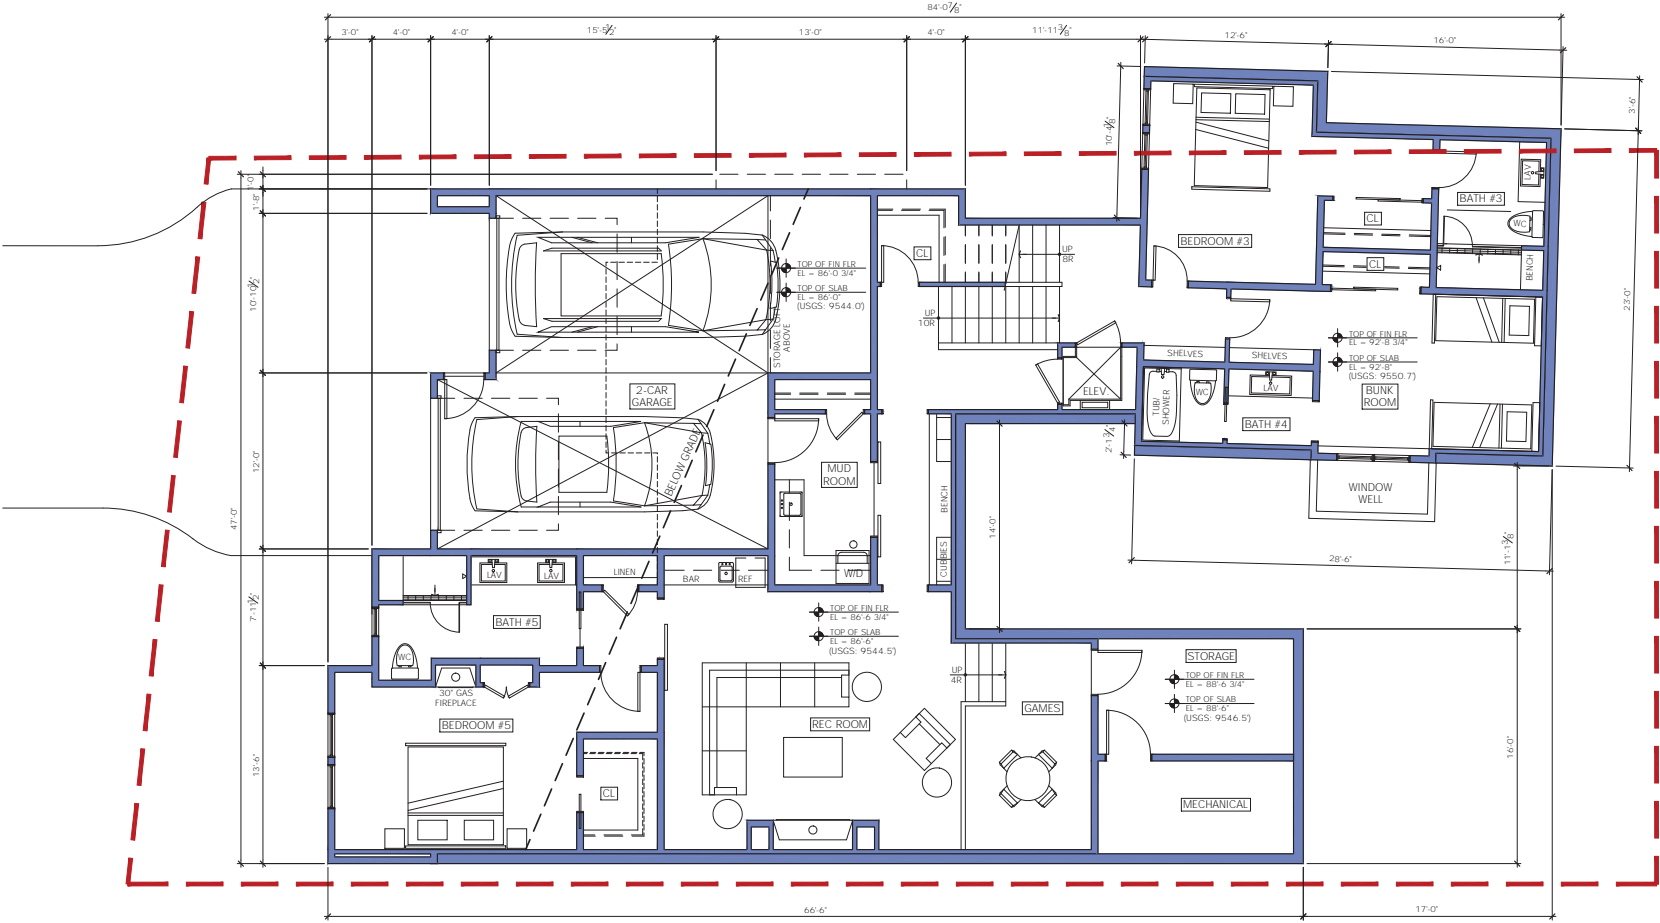 84'-0 7/8"
3'-0"
4'-0"
4'-0"
15'-5 1/2"
13'-0"
4'-0"
11'-11 3/8"
12'-6"
16'-0"
3'-6"
10'-4 1/8"
1'-0"
1'-8"
10'-10 1/2"
12'-0"
47'-0"
7'-11 1/2"
13'-6"
23'-0"
BEDROOM #3
CL
CL
BATH #3
LAV
WC
BENCH
CL
UP
8R
UP
10R
TOP OF FIN FLR
EL = 86'-0 3/4"
TOP OF SLAB
EL = 86'-0"
(USGS: 9544.0')
STORAGE LOFT
ABOVE
2-CAR
GARAGE
BELOW GRADE
SHELVES
SHELVES
TOP OF FIN FLR
EL = 92'-8 3/4"
TOP OF SLAB
EL = 92'-8"
(USGS: 9550.7')
BUNK
ROOM
ELEV.
TUB/
SHOWER
WC
LAV
BATH #4
2'-1 3/4"
WINDOW
WELL
MUD
ROOM
BENCH
CUBBIES
W/D
14'-0"
28'-6"
11'-1 3/8"
LAV
LAV
LINEN
BAR
REF
BATH #5
WC
TOP OF FIN FLR
EL = 86'-6 3/4"
TOP OF SLAB
EL = 86'-6"
(USGS: 9544.5')
30" GAS
FIREPLACE
BEDROOM #5
CL
REC ROOM
UP
4R
GAMES
STORAGE
TOP OF FIN FLR
EL = 88'-6 3/4"
TOP OF SLAB
EL = 88'-6"
(USGS: 9546.5')
MECHANICAL
16'-0"
66'-6"
17'-0"